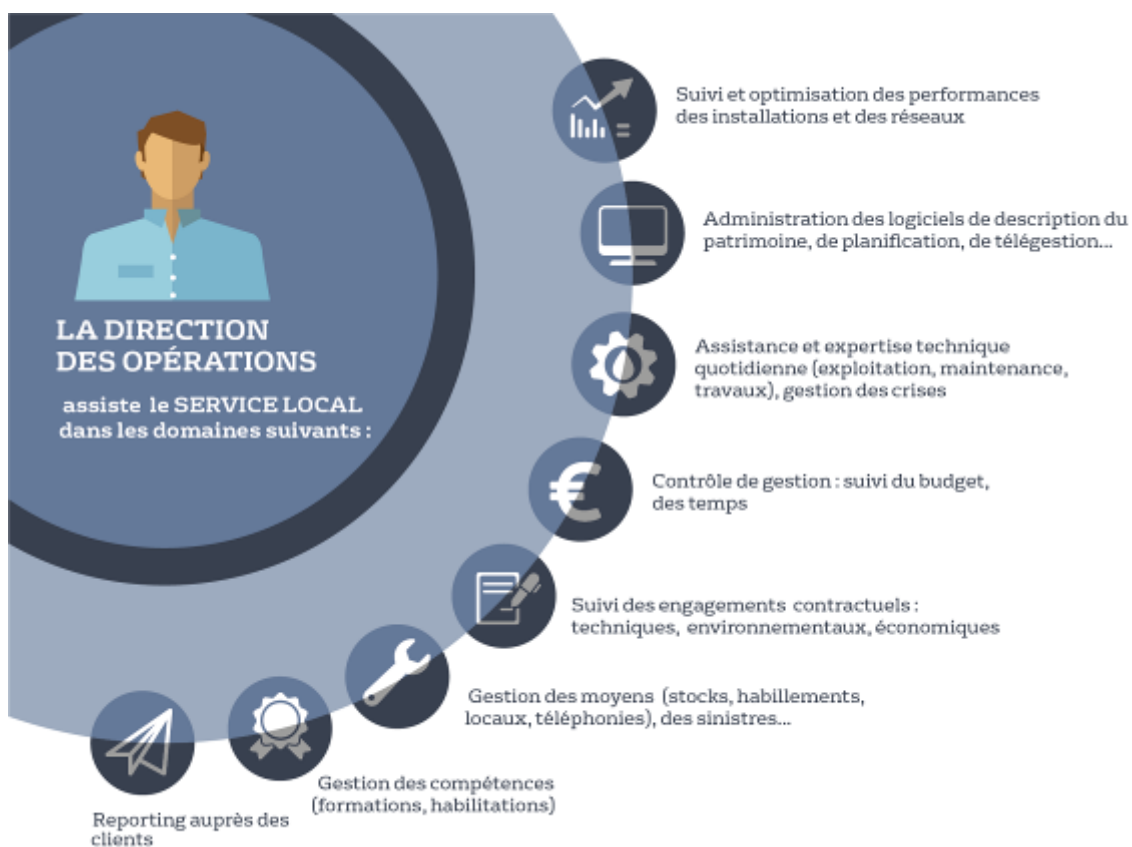 LA DIRECTION
DES OPÉRATIONS
assiste le SERVICE LOCAL
dans les domaines suivants :
Suivi et optimisation des performances
des installations et des réseaux
Administration des logiciels de description du
patrimoine, de planification, de télégestion...
Assistance et expertise technique
quotidienne (exploitation, maintenance,
travaux), gestion des crises
Contrôle de gestion : suivi du budget,
des temps
Suivi des engagements contractuels :
techniques, environnementaux, économiques
Gestion des moyens (stocks, habillements,
locaux, téléphonies), des sinistres...
Gestion des compétences
(formations, habilitations)
Reporting auprès des
clients